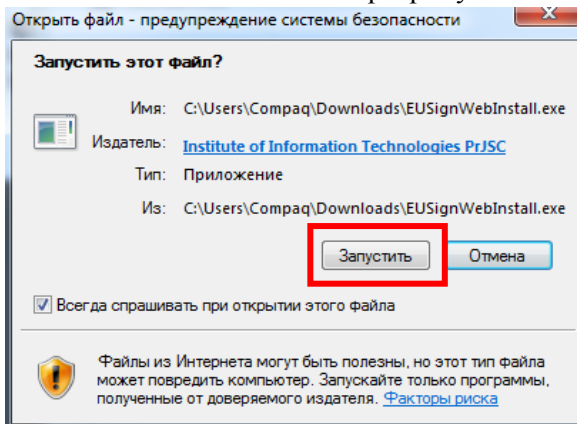 Открыть файл - предупреждение системы безопасности
Запустить этот файл?
Имя: C:\Users\Compaq\Downloads\EUSignWebInstall.exe
Издатель: Institute of Information Technologies PrJSC
Тип: Приложение
Из: C:\Users\Compaq\Downloads\EUSignWebInstall.exe
Запустить Отмена
Всегда спрашивать при открытии этого файла
Файлы из Интернета могут быть полезны, но этот тип файла
может повредить компьютер. Запускайте только программы,
полученные от доверяемого издателя. Факторы риска